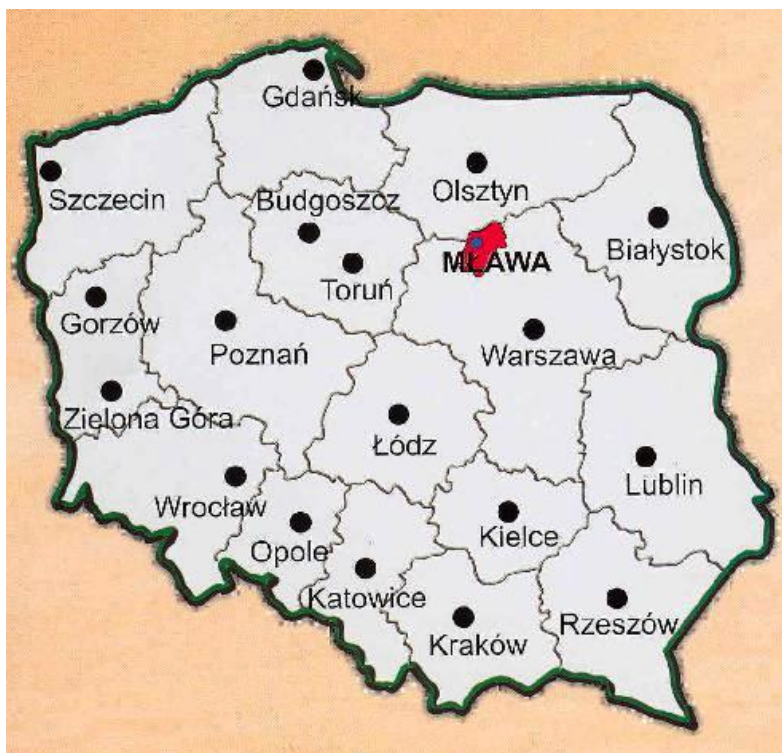 Gdańsk
Szczecin
Budgoszcz
Olsztyn
Białystok
MŁAWA
Toruń
Gorzów
Poznań
Warszawa
Zielona Góra
Łódz
Lublin
Wrocław
Opole
Kielce
Katowice
Kraków
Rzeszów